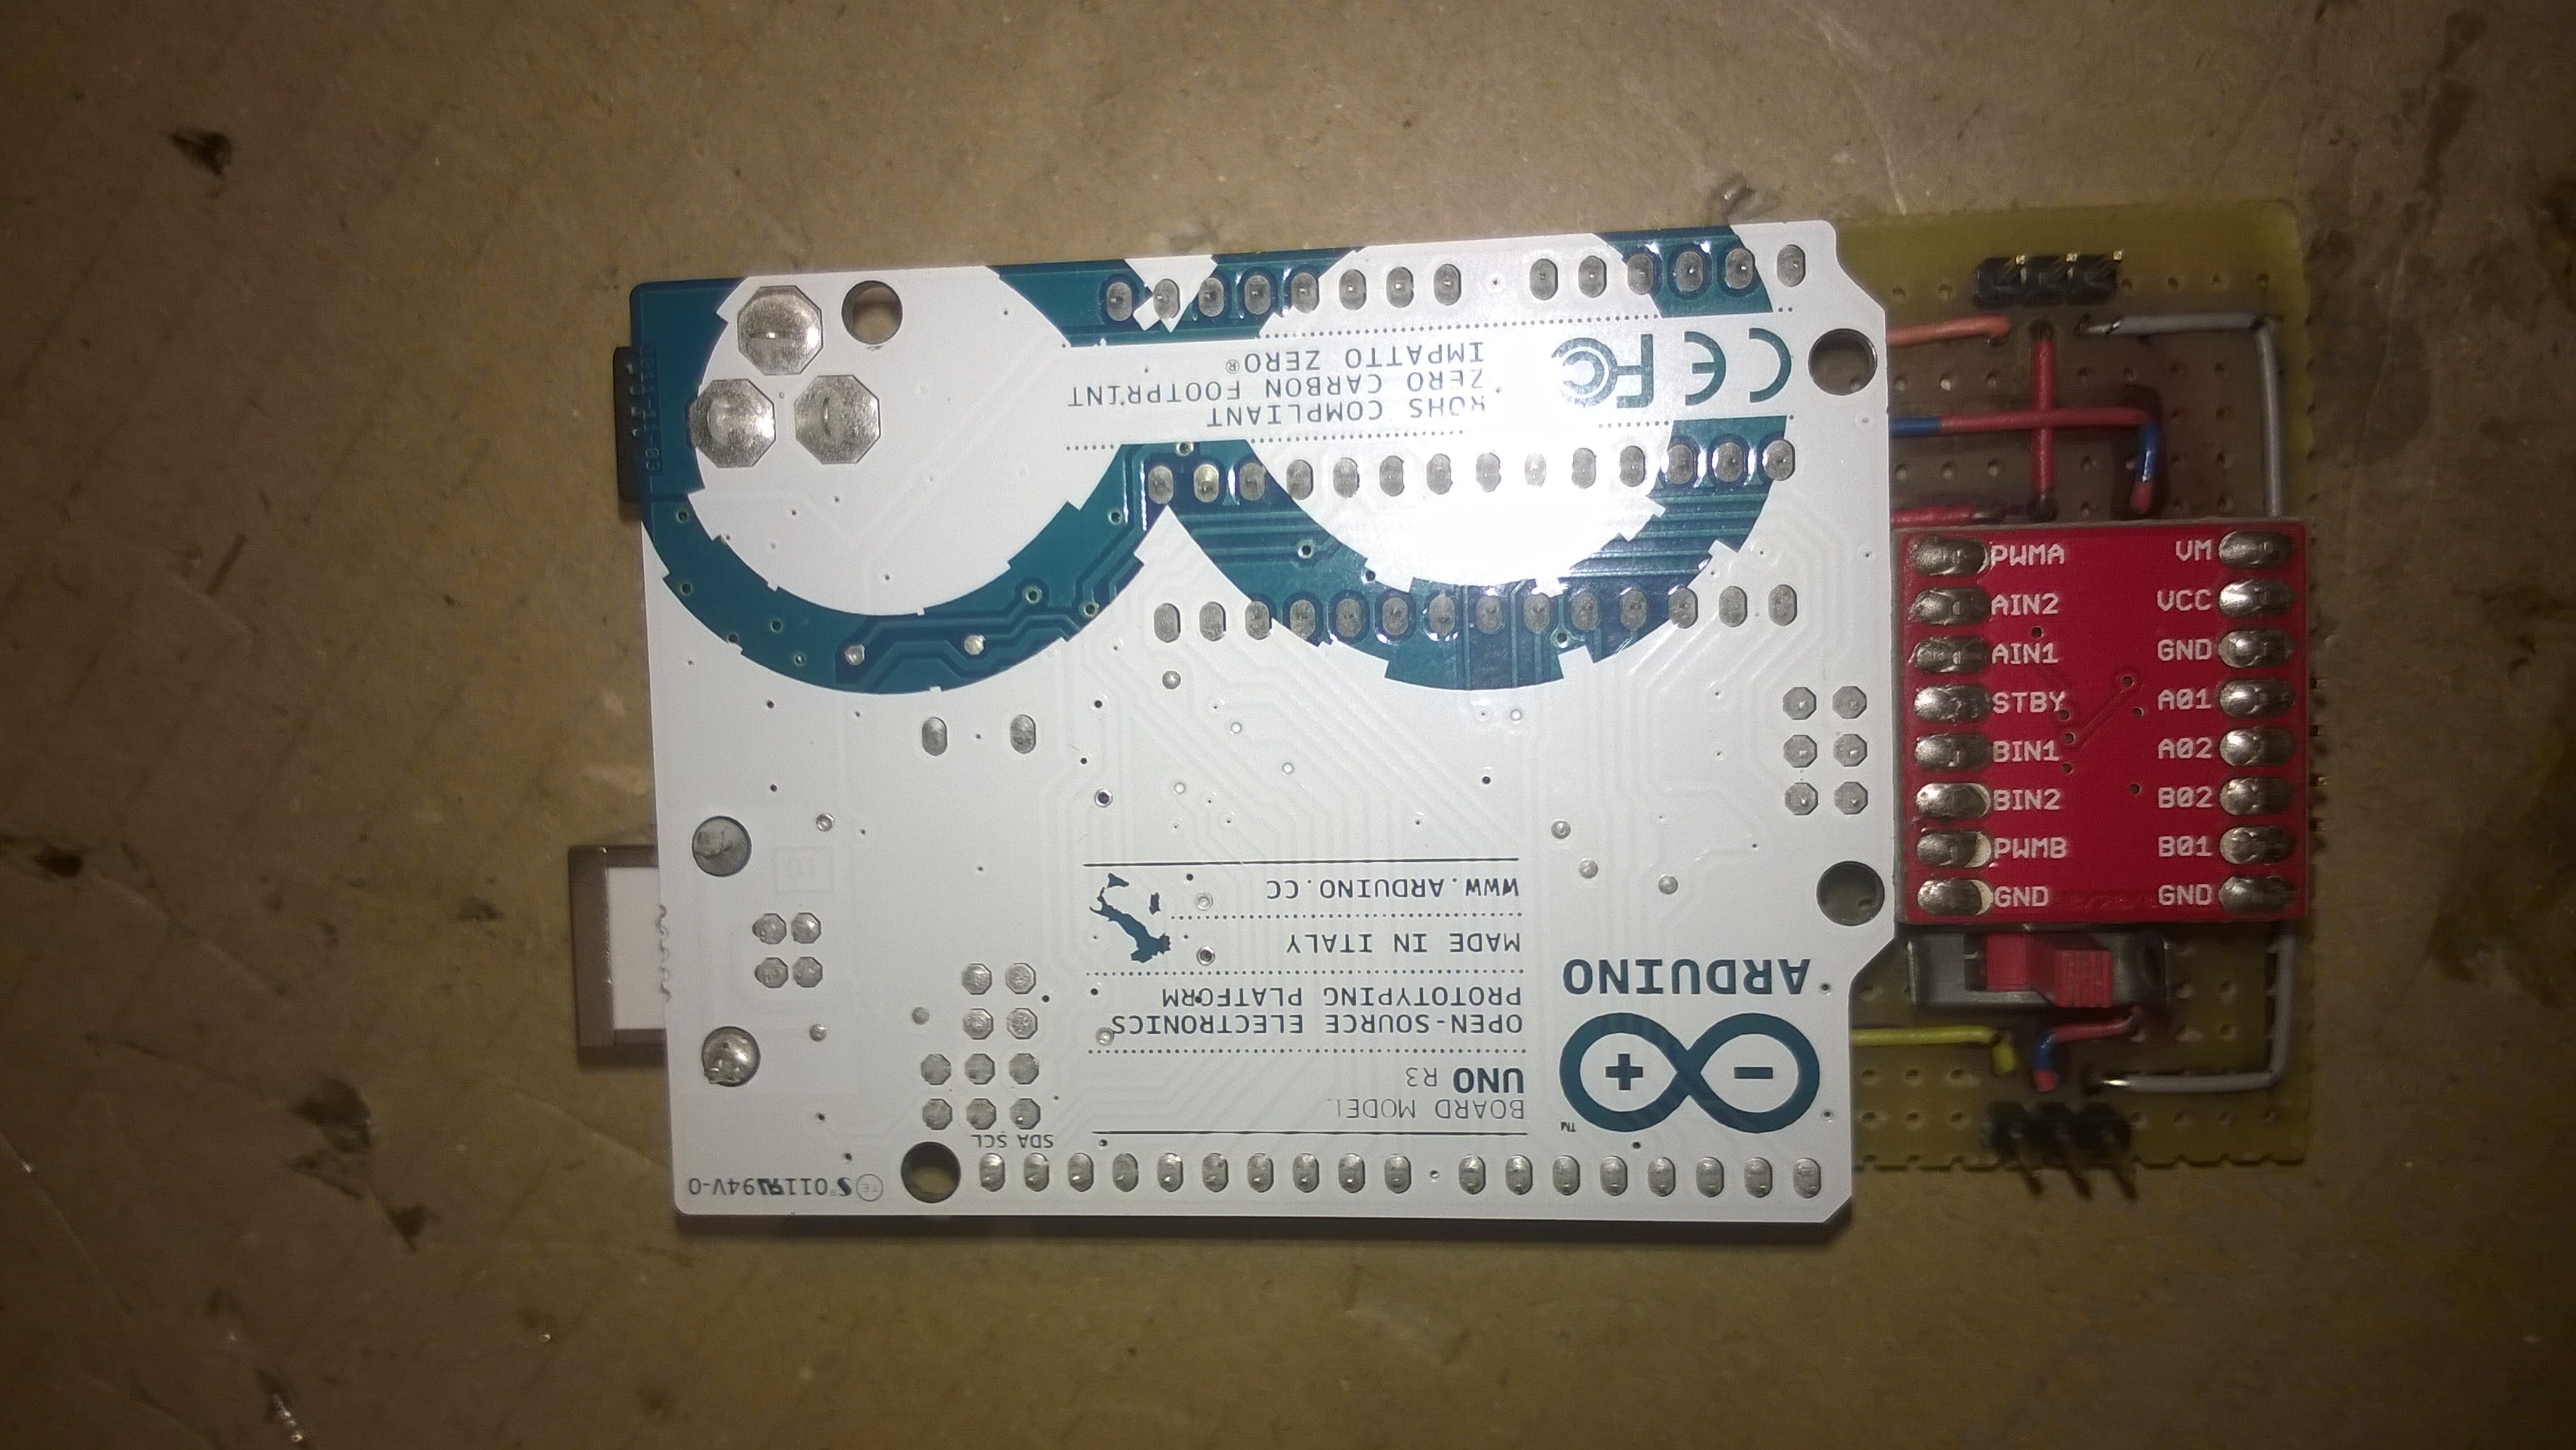 IMPATTO ZERO®
ZERO CARBON FOOTPRINT
ROHS COMPLIANT
CE FC
WWW.ARDUINO.CC
MADE IN ITALY
OPEN-SOURCE ELECTRONICS
PROTOTYPING PLATFORM
BOARD MODEL
UNO R3
ARDUINO
+ -
TM
SDA SCL
94V-0
PWMA VM
AIN2 VCC
AIN1 GND
STBY A01
BIN1 A02
BIN2 B02
PWMB B01
GND GND